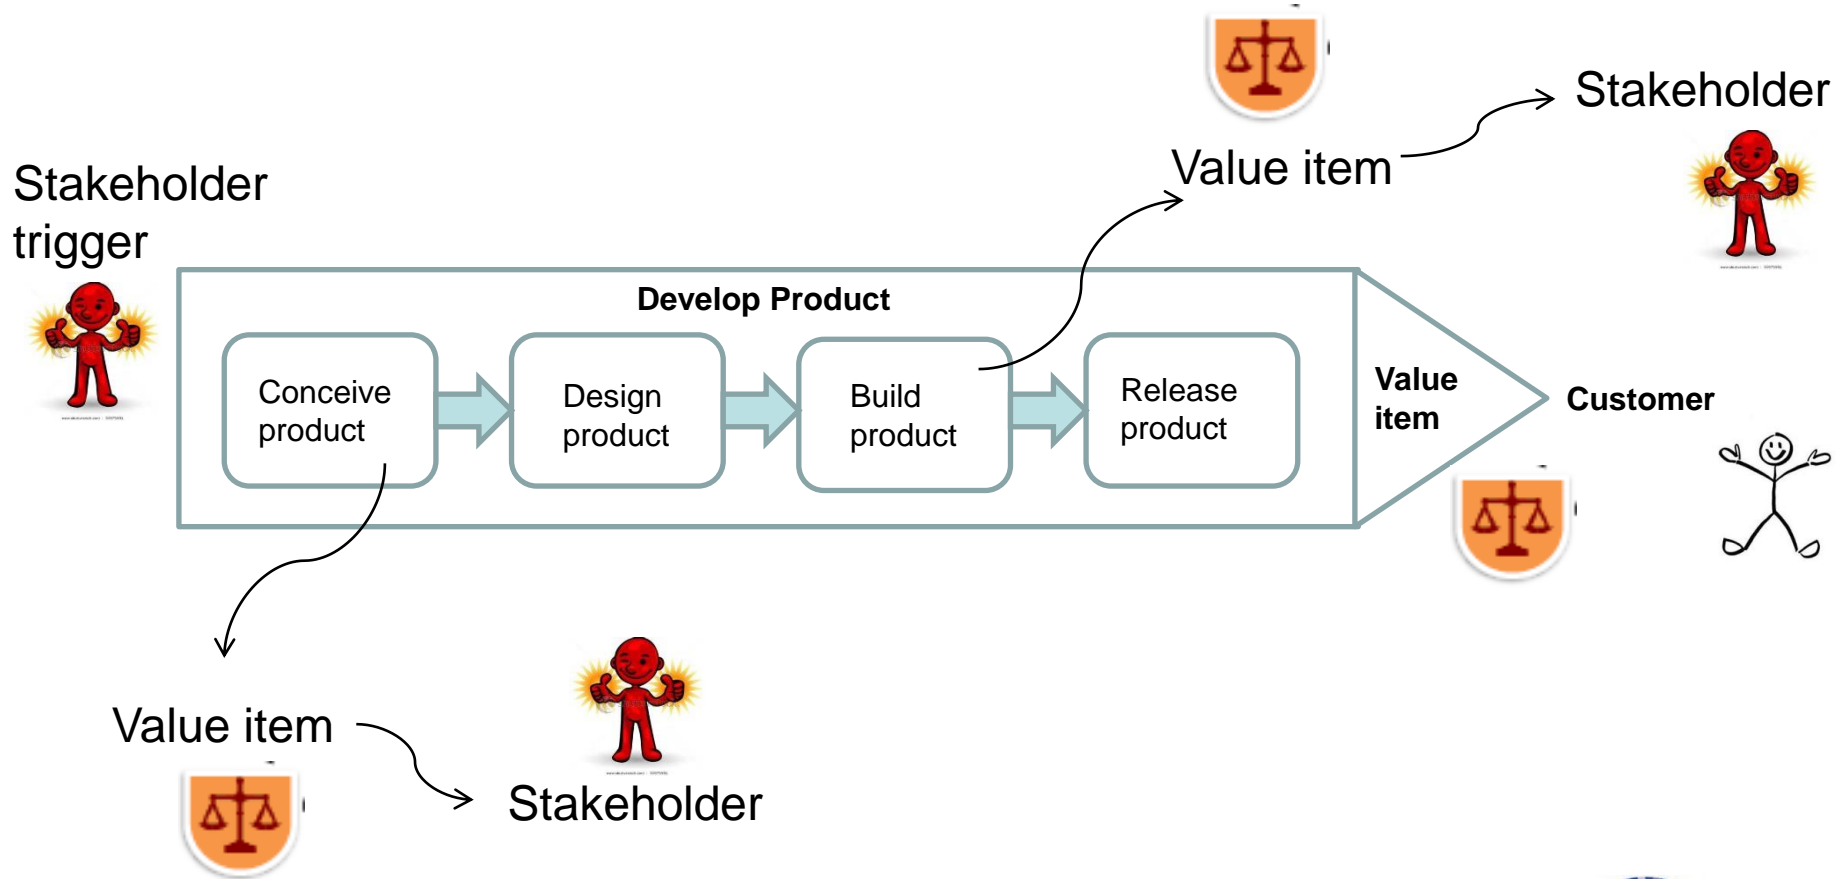 Stakeholder
Value item
Stakeholder
trigger
Develop Product
Conceive
product
Design
product
Build
product
Release
product
Value
item
Customer
Value item
Stakeholder